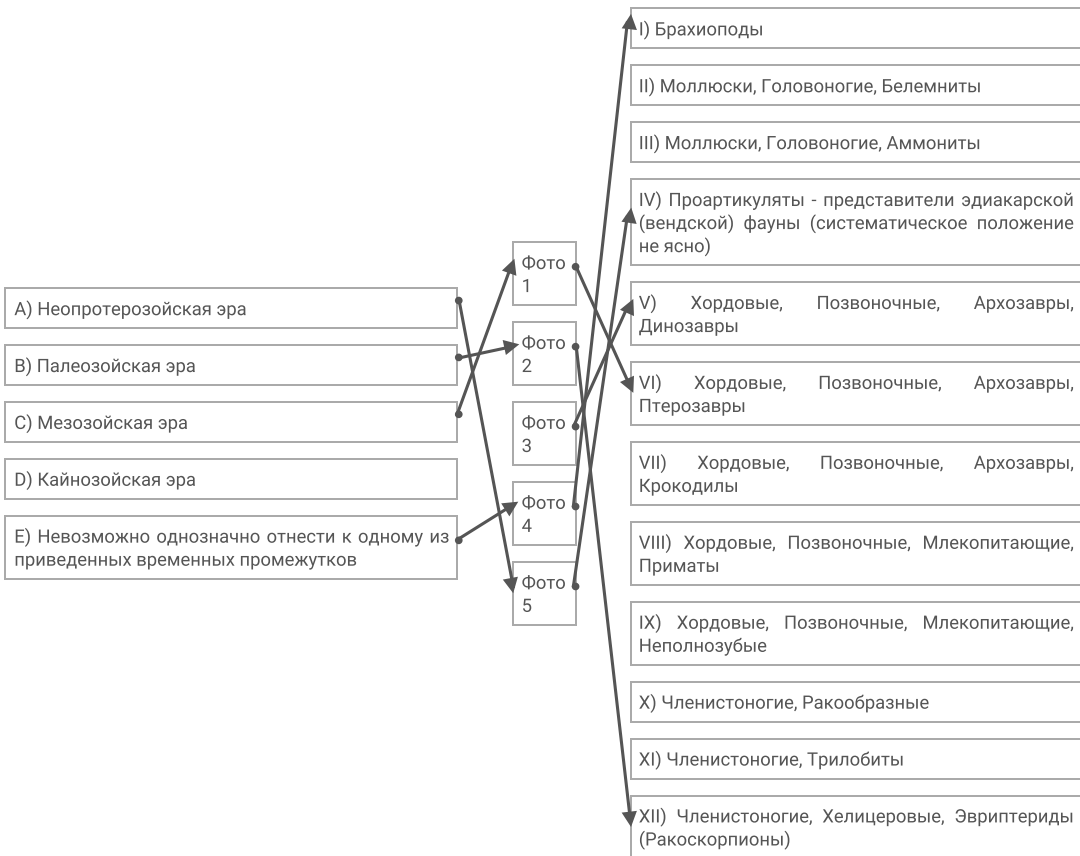 A) Неопротерозойская эра
B) Палеозойская эра
C) Мезозойская эра
D) Кайнозойская эра
E) Невозможно однозначно отнести к одному из
приведенных временных промежутков
Фото
1
Фото
2
Фото
3
Фото
4
Фото
5
I) Брахиоподы
II) Моллюски, Головоногие, Белемниты
III) Моллюски, Головоногие, Аммониты
IV) Проартикуляты - представители эдиакарской
(вендской) фауны (систематическое положение
не ясно)
V) Хордовые, Позвоночные, Архозавры,
Динозавры
VI) Хордовые, Позвоночные, Архозавры,
Птерозавры
VII) Хордовые, Позвоночные, Архозавры,
Крокодилы
VIII) Хордовые, Позвоночные, Млекопитающие,
Приматы
IX) Хордовые, Позвоночные, Млекопитающие,
Неполнозубые
X) Членистоногие, Ракообразные
XI) Членистоногие, Трилобиты
XII) Членистоногие, Хелицеровые, Эвриптериды
(Ракоскорпионы)